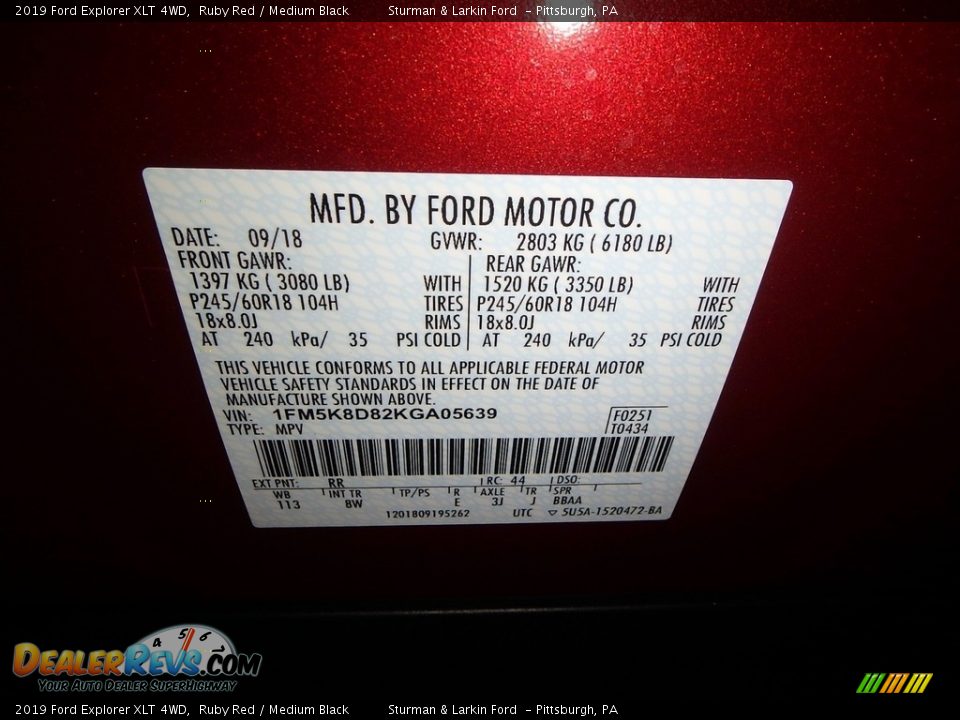 2019 Ford Explorer XLT 4WD, Ruby Red / Medium Black Sturman & Larkin Ford - Pittsburgh, PA
...
MFD. BY FORD MOTOR CO.
DATE: 09/18 GVWR: 2803 KG ( 6180 LB)
FRONT GAWR: REAR GAWR:
1397 KG ( 3080 LB) WITH 1520 KG ( 3350 LB) WITH
P245/60R18 104H TIRES P245/60R18 104H TIRES
18x8.0J RIMS 18x8.0J RIMS
AT 240 kPa/ 35 PSI COLD AT 240 kPa/ 35 PSI COLD
THIS VEHICLE CONFORMS TO ALL APPLICABLE FEDERAL MOTOR
VEHICLE SAFETY STANDARDS IN EFFECT ON THE DATE OF
MANUFACTURE SHOWN ABOVE.
VIN: 1FM5K8D82KGA05639 F0251
TYPE: MPV T0434
EXT PNT: RR RC: 44 DSO:
WB INT TR TP/PS R AXLE TR SPR
113 8W E 3J J BBAA
1201809195262 UTC ▽ 5U5A-1520472-BA
...
4 5 6 7
DEALERREVS.COM
YOUR AUTO DEALER SUPERHIGHWAY
2019 Ford Explorer XLT 4WD, Ruby Red / Medium Black Sturman & Larkin Ford - Pittsburgh, PA